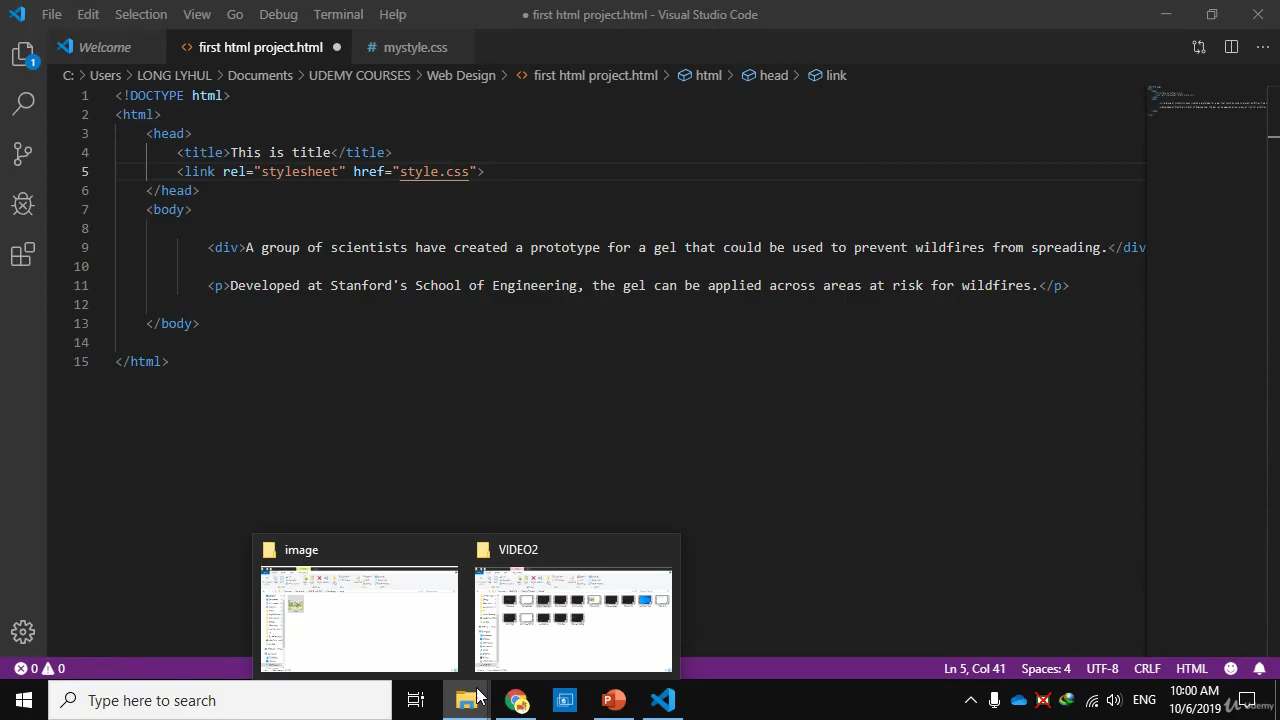 File Edit Selection View Go Debug Terminal Help ● first html project.html - Visual Studio Code
Welcome <> first html project.html ● # mystyle.css
C: > Users > LONG LYHUL > Documents > UDEMY COURSES > Web Design > <> first html project.html > html > head > link
1 <!DOCTYPE html>
2 <html>
3 <head>
4 <title>This is title</title>
5 <link rel="stylesheet" href="style.css">
6 </head>
7 <body>
8
9 <div>A group of scientists have created a prototype for a gel that could be used to prevent wildfires from spreading.</div
10
11 <p>Developed at Stanford's School of Engineering, the gel can be applied across areas at risk for wildfires.</p>
12
13 </body>
14
15 </html>
1
image VIDEO2
0 0 Ln 5, Col 41 Spaces: 4 UTF-8 CRLF HTML
Type here to search ENG
10:00 AM
10/6/2019
Udemy